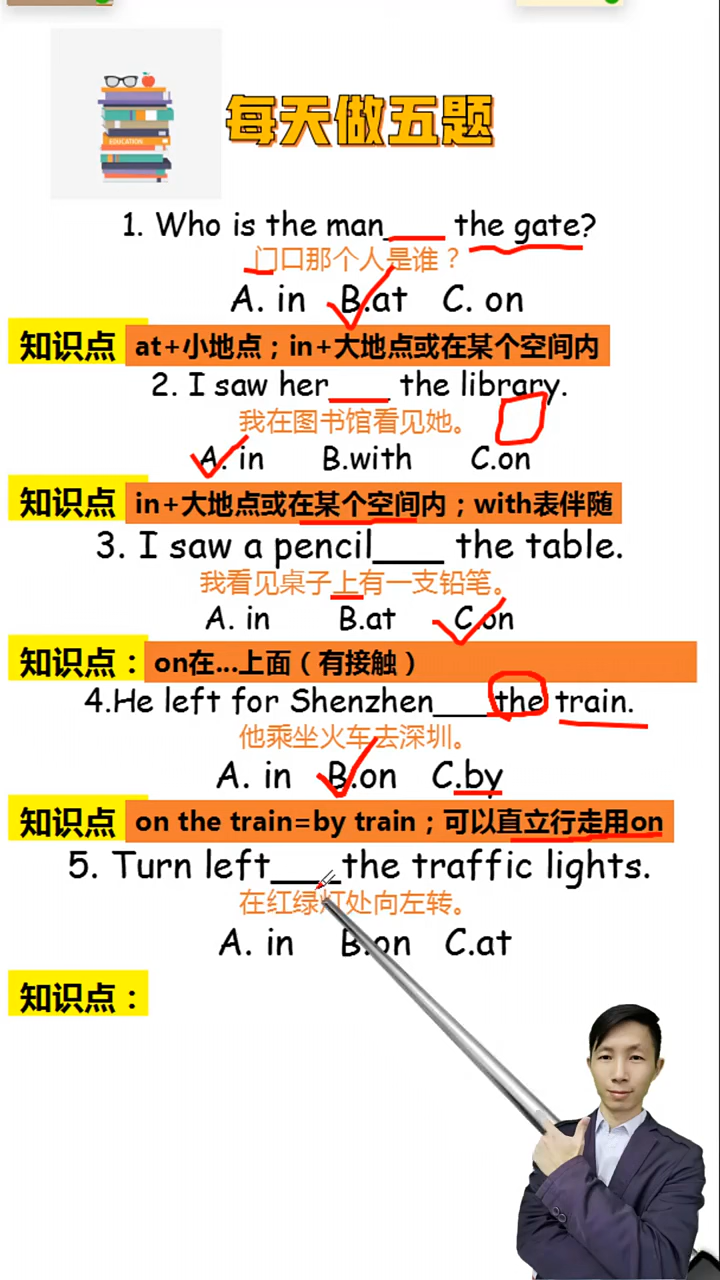 EDUCATION
每天做五题
1. Who is the man___ the gate?
门口那个人是谁？
A. in B.at C. on
知识点 at+小地点；in+大地点或在某个空间内
2. I saw her___ the library.
我在图书馆看见她。
A. in B.with C.on
知识点 in+大地点或在某个空间内；with表伴随
3. I saw a pencil___ the table.
我看见桌子上有一支铅笔。
A. in B.at C.on
知识点： on在...上面（有接触）
4.He left for Shenzhen___the train.
他乘坐火车去深圳。
A. in B.on C.by
知识点 on the train=by train；可以直立行走用on
5. Turn left___the traffic lights.
在红绿灯处向左转。
A. in B.on C.at
知识点：